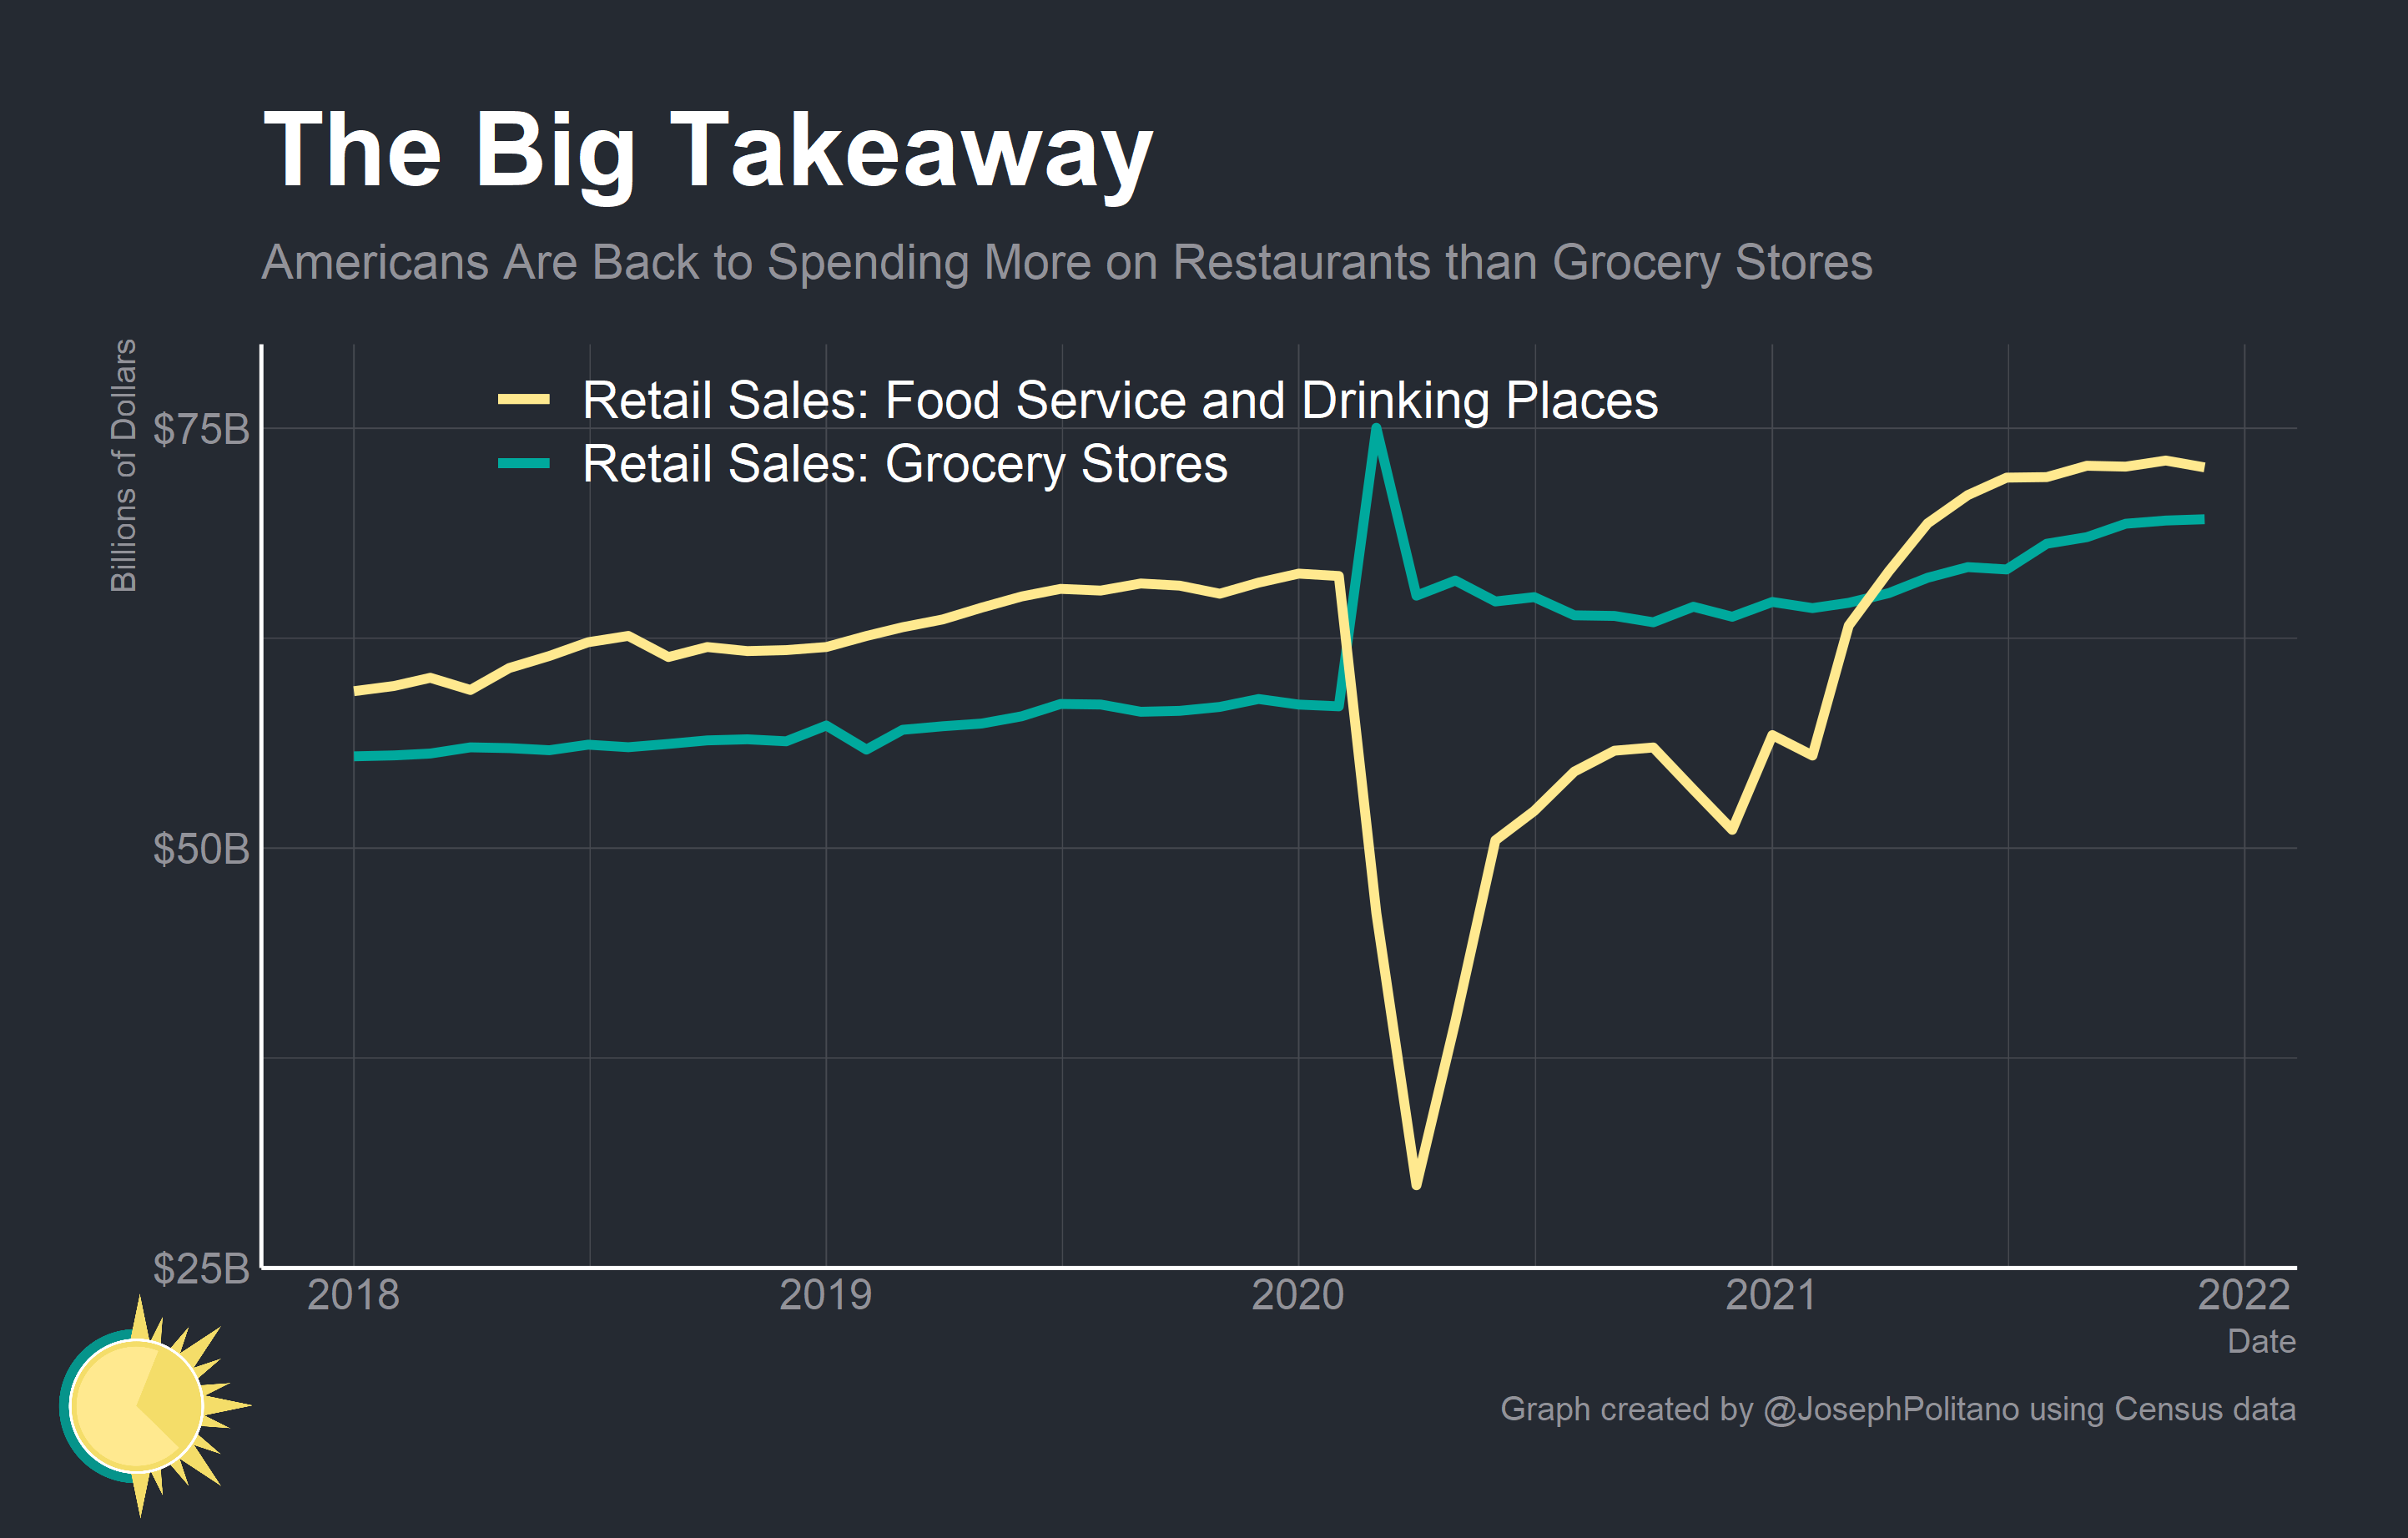 The Big Takeaway
Americans Are Back to Spending More on Restaurants than Grocery Stores
Billions of Dollars
Retail Sales: Food Service and Drinking Places
Retail Sales: Grocery Stores
$75B
$50B
$25B
2018 2019 2020 2021 2022
Date
Graph created by @JosephPolitano using Census data